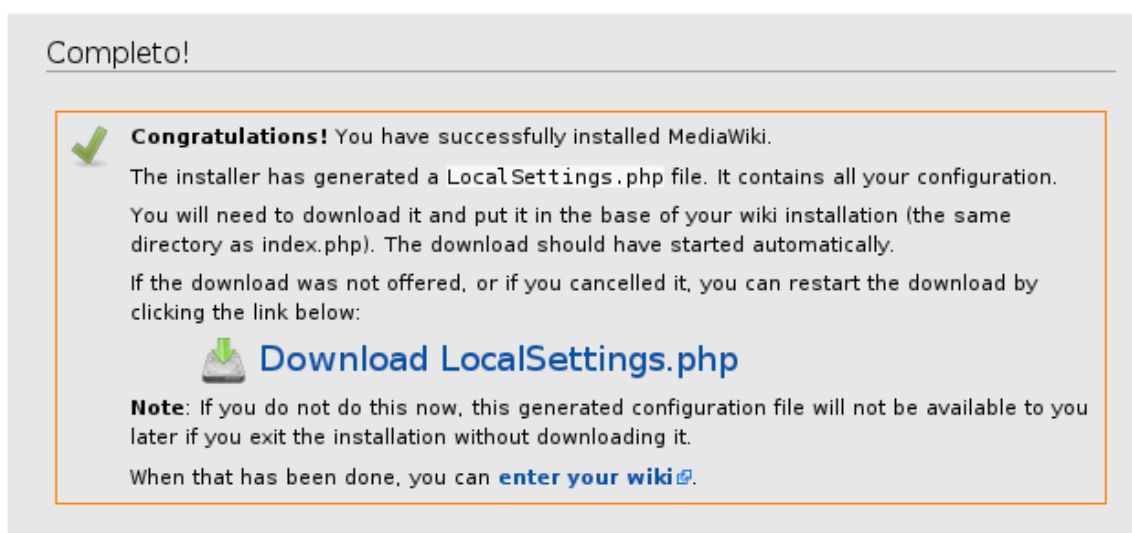 Completo!
Congratulations! You have successfully installed MediaWiki.
The installer has generated a LocalSettings.php file. It contains all your configuration.
You will need to download it and put it in the base of your wiki installation (the same
directory as index.php). The download should have started automatically.
If the download was not offered, or if you cancelled it, you can restart the download by
clicking the link below:
Download LocalSettings.php
Note: If you do not do this now, this generated configuration file will not be available to you
later if you exit the installation without downloading it.
When that has been done, you can enter your wiki.